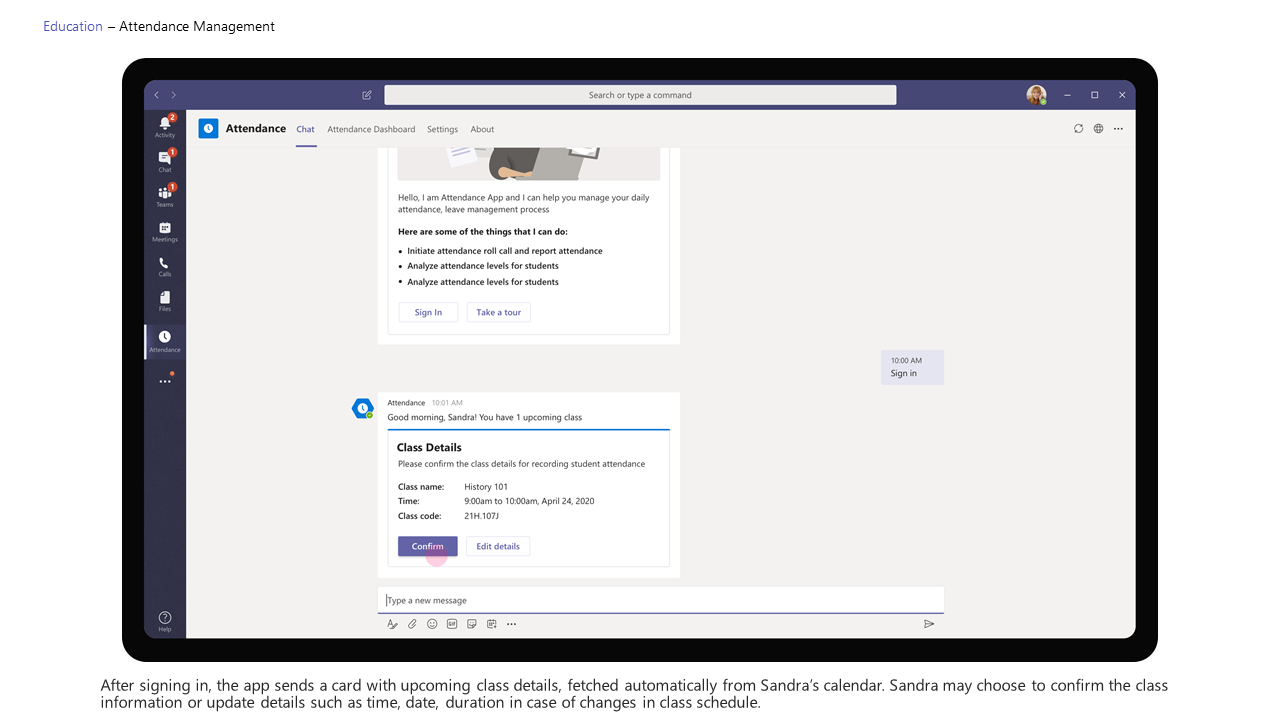 Education – Attendance Management
Search or type a command
2
Activity
1
Chat
1
Teams
Meetings
Calls
Files
Attendance
Help
Attendance Chat Attendance Dashboard Settings About
Hello, I am Attendance App and I can help you manage your daily
attendance, leave management process
Here are some of the things that I can do:
• Initiate attendance roll call and report attendance
• Analyze attendance levels for students
• Analyze attendance levels for students
Sign In Take a tour
10:00 AM
Sign in
Attendance 10:01 AM
Good morning, Sandra! You have 1 upcoming class
Class Details
Please confirm the class details for recording student attendance
Class name: History 101
Time: 9:00am to 10:00am, April 24, 2020
Class code: 21H.107J
Confirm Edit details
Type a new message
GIF
After signing in, the app sends a card with upcoming class details, fetched automatically from Sandra’s calendar. Sandra may choose to confirm the class
information or update details such as time, date, duration in case of changes in class schedule.